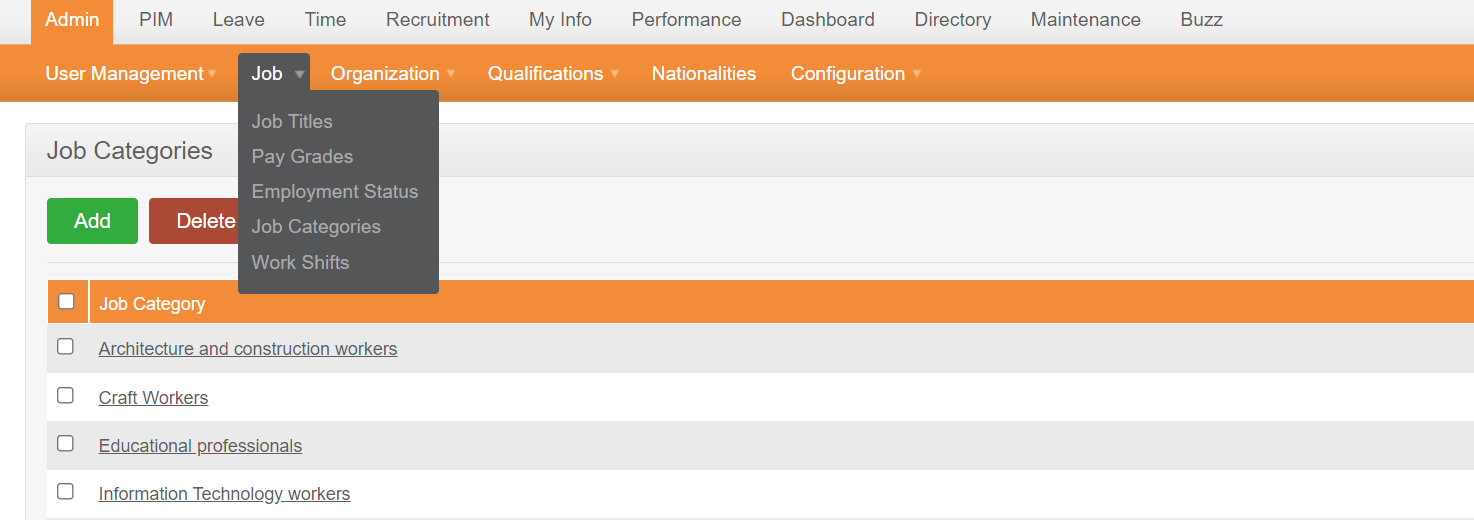 Admin PIM Leave Time Recruitment My Info Performance Dashboard Directory Maintenance Buzz
User Management Job Organization Qualifications Nationalities Configuration
Job Titles
Job Categories
Pay Grades
Employment Status
Add Delete
Job Categories
Work Shifts
Job Category
Architecture and construction workers
Craft Workers
Educational professionals
Information Technology workers